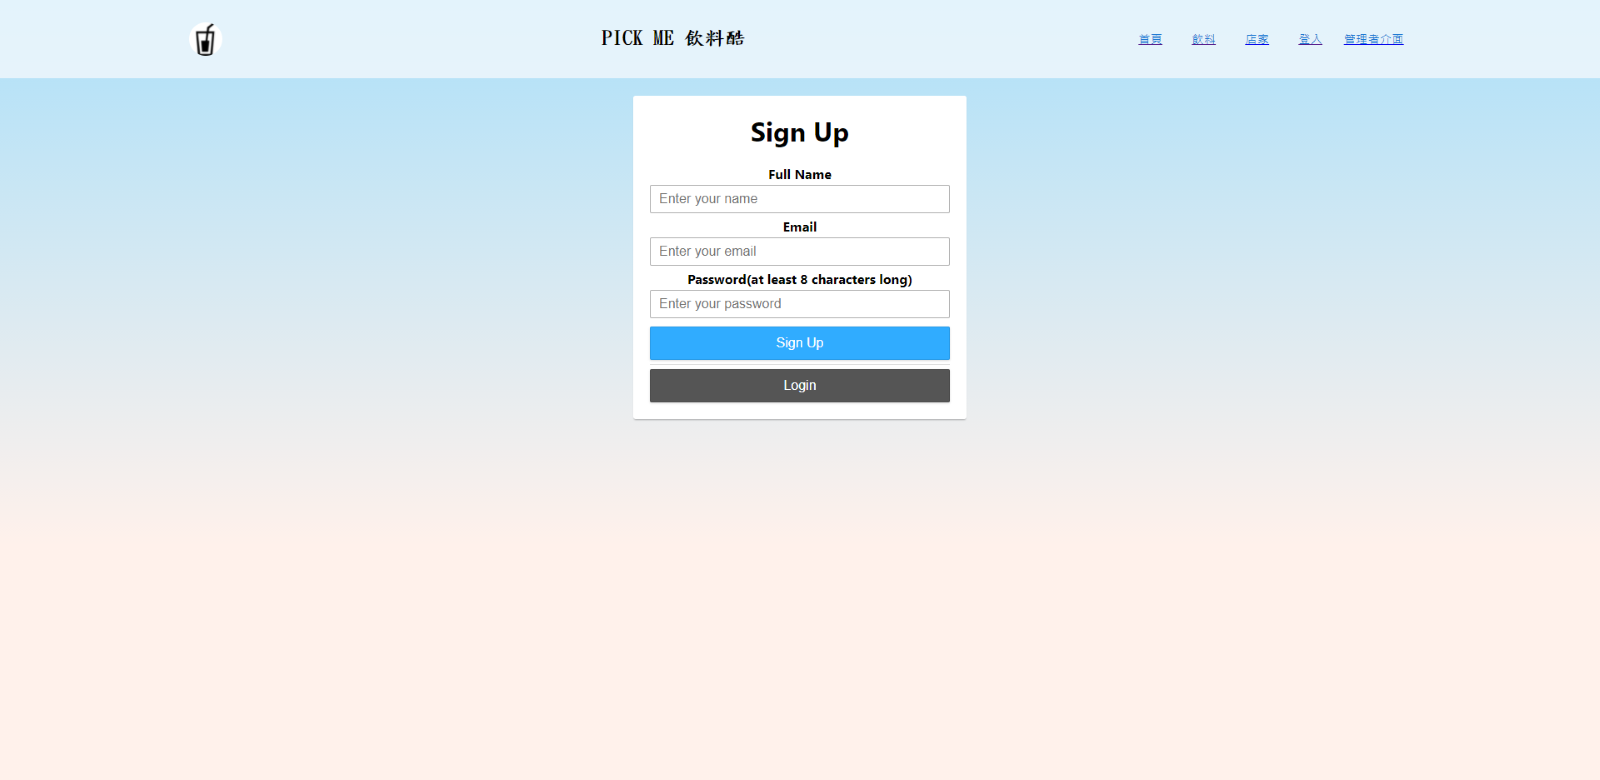 PICK ME 飲料酷
首頁 飲料 店家 登入 管理者介面
Sign Up
Full Name
Enter your name
Email
Enter your email
Password(at least 8 characters long)
Enter your password
Sign Up
Login